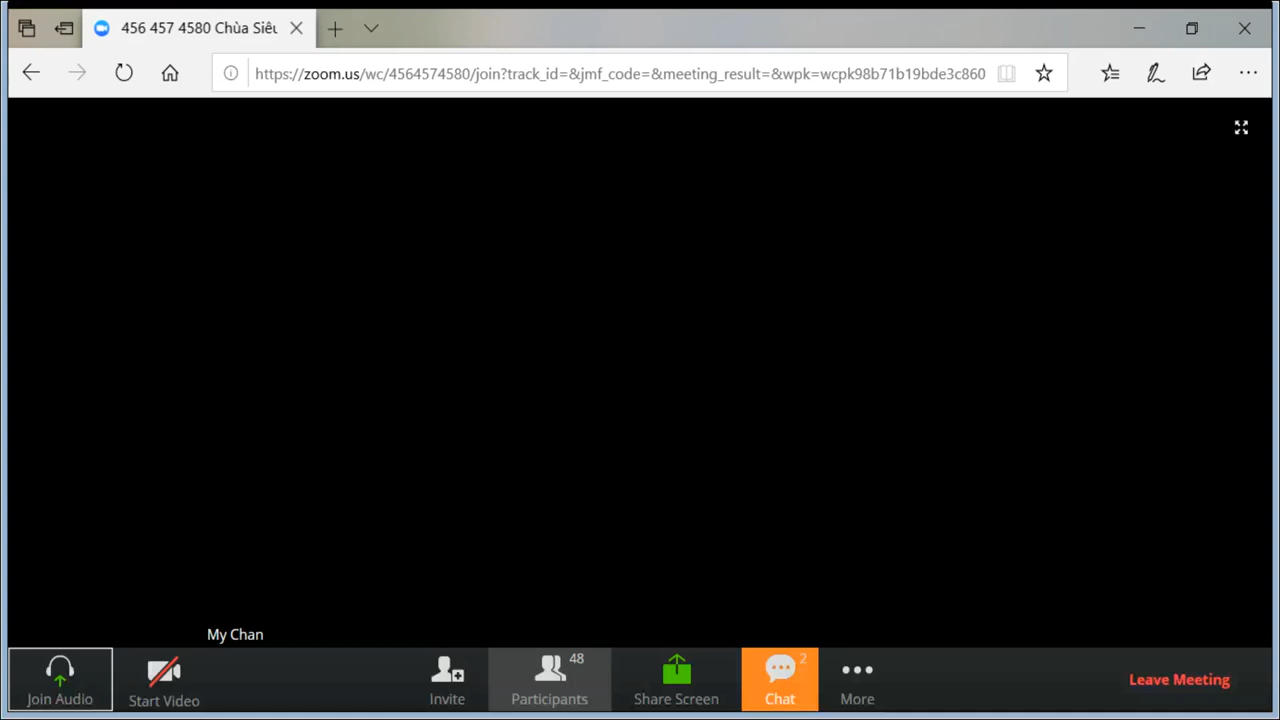 456 457 4580 Chùa Siêu
https://zoom.us/wc/4564574580/join?track_id=&jmf_code=&meeting_result=&wpk=wcpk98b71b19bde3c860
My Chan
48
2
Join Audio
Start Video
Invite
Participants
Share Screen
Chat
More
Leave Meeting